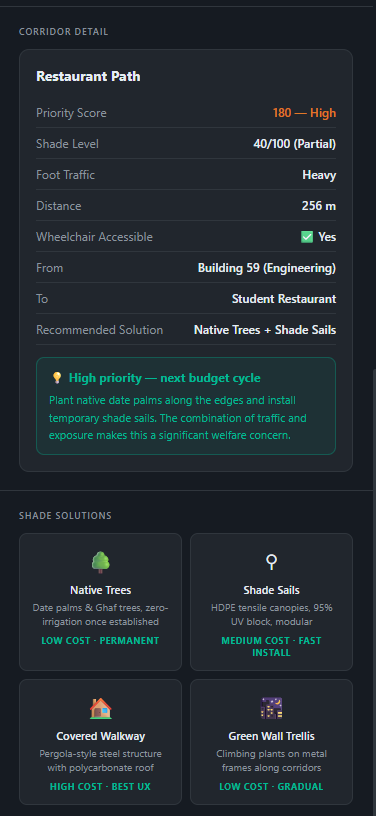 CORRIDOR DETAIL
Restaurant Path
Priority Score 180 — High
Shade Level 40/100 (Partial)
Foot Traffic Heavy
Distance 256 m
Wheelchair Accessible ✅ Yes
From Building 59 (Engineering)
To Student Restaurant
Recommended Solution Native Trees + Shade Sails
💡 High priority — next budget cycle
Plant native date palms along the edges and install
temporary shade sails. The combination of traffic and
exposure makes this a significant welfare concern.
SHADE SOLUTIONS
Native Trees
Date palms & Ghaf trees, zero-
irrigation once established
LOW COST · PERMANENT
Shade Sails
HDPE tensile canopies, 95%
UV block, modular
MEDIUM COST · FAST
INSTALL
Covered Walkway
Pergola-style steel structure
with polycarbonate roof
HIGH COST · BEST UX
Green Wall Trellis
Climbing plants on metal
frames along corridors
LOW COST · GRADUAL